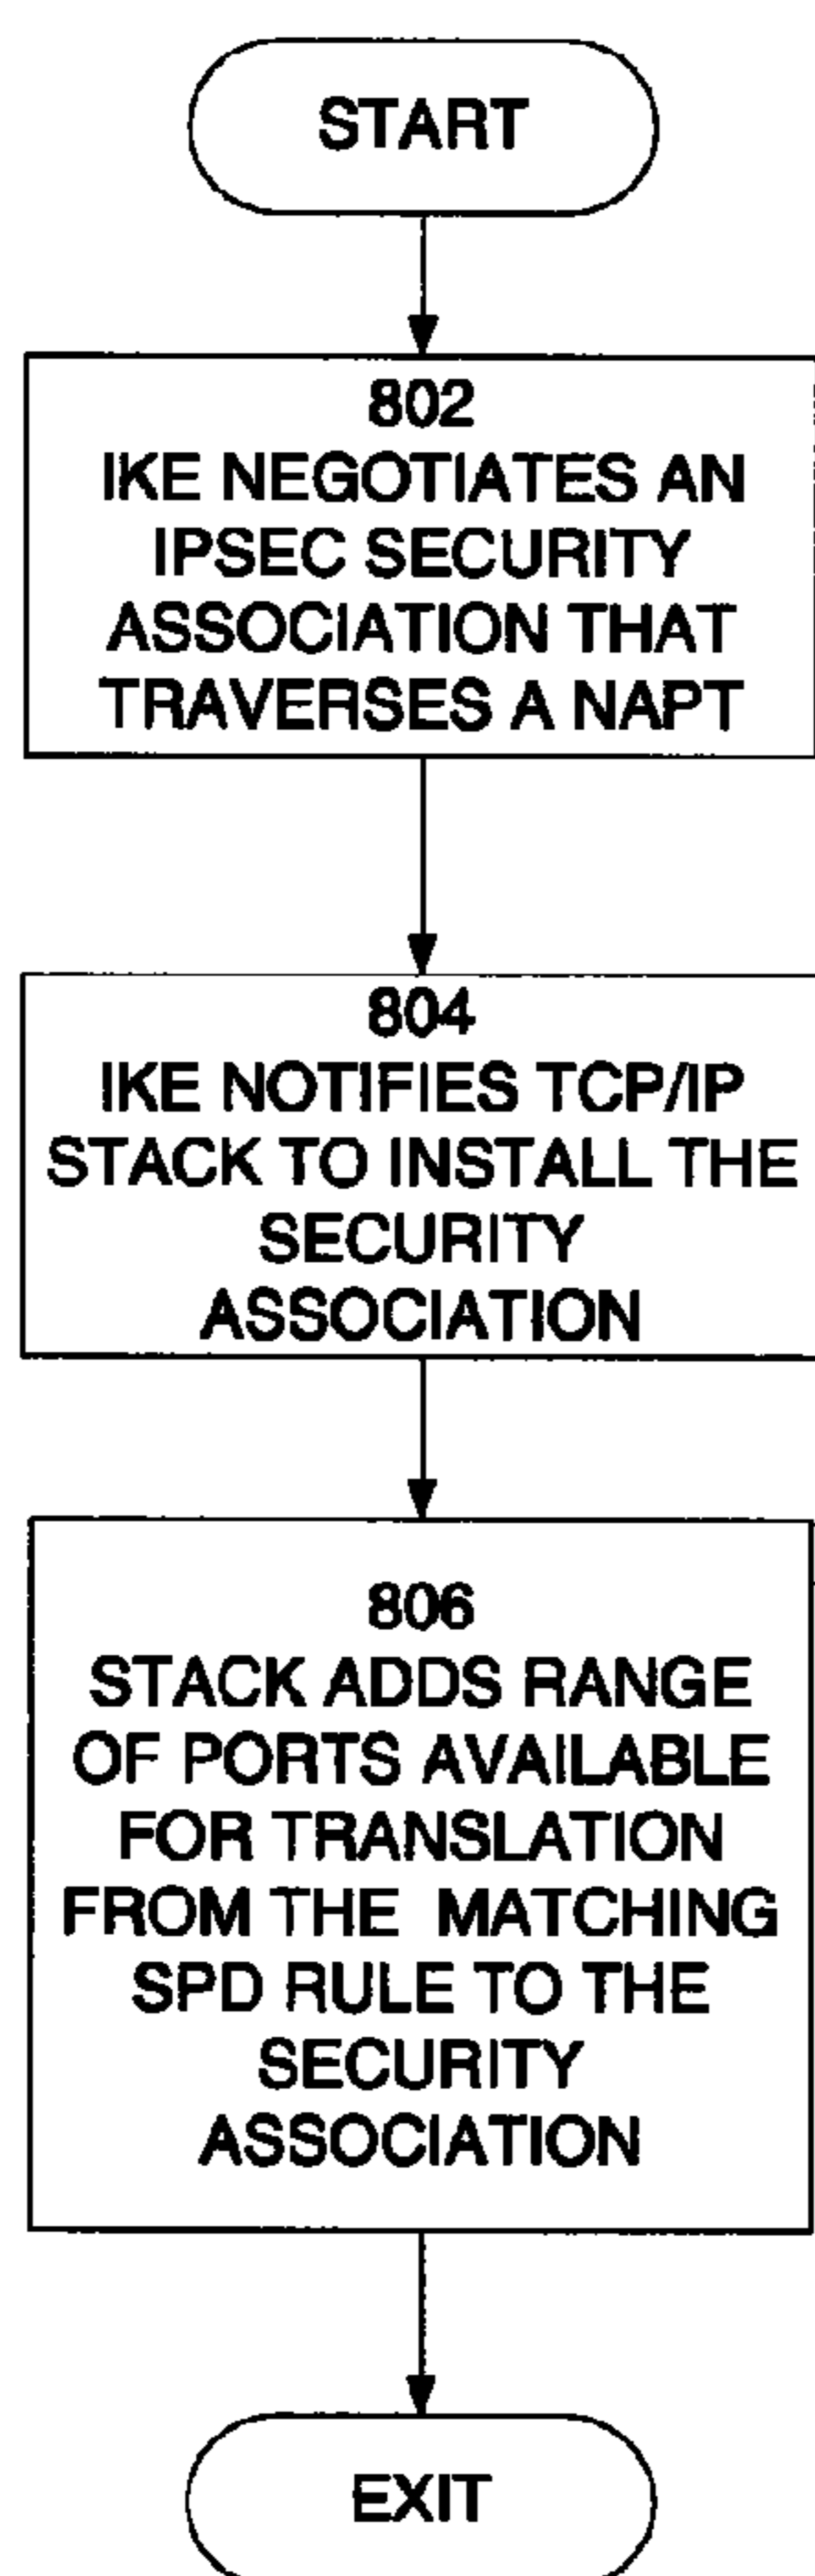 START
802
IKE NEGOTIATES AN
IPSEC SECURITY
ASSOCIATION THAT
TRAVERSES A NAPT
804
IKE NOTIFIES TCP/IP
STACK TO INSTALL THE
SECURITY
ASSOCIATION
806
STACK ADDS RANGE
OF PORTS AVAILABLE
FOR TRANSLATION
FROM THE MATCHING
SPD RULE TO THE
SECURITY
ASSOCIATION
EXIT